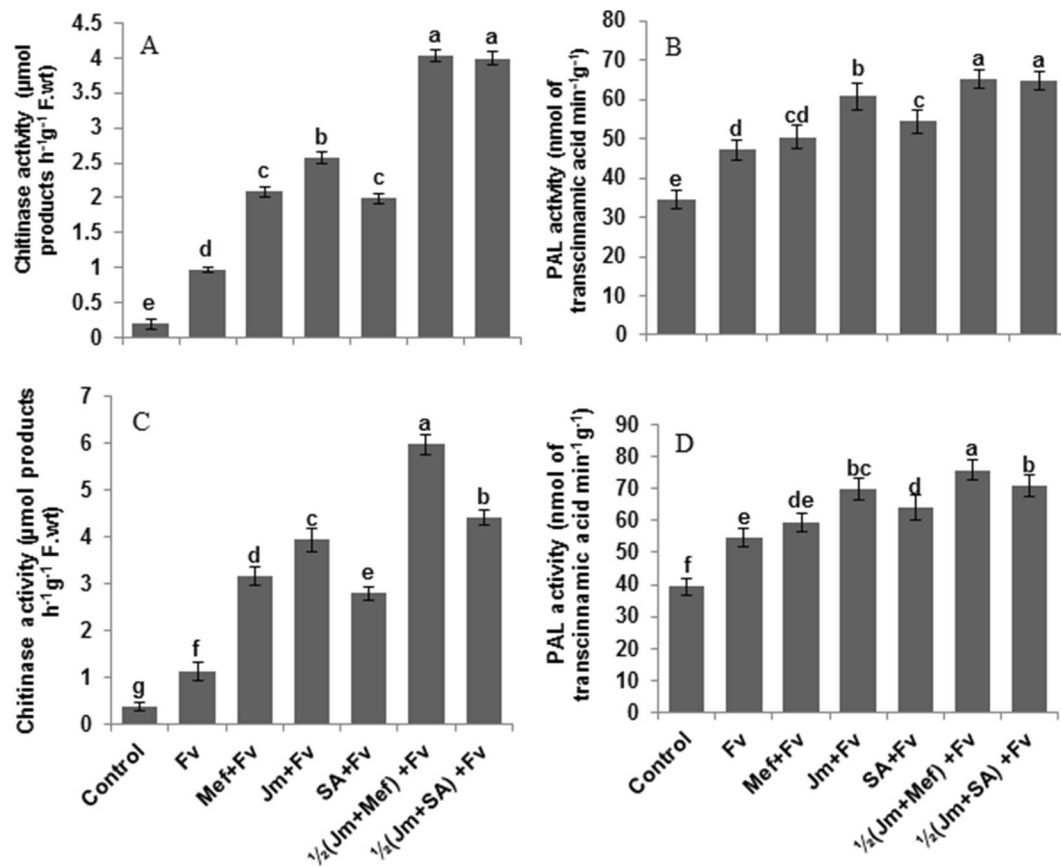 Chitinase activity (µmol
products h⁻¹g⁻¹ F.wt)
A
4.5
4
3.5
3
2.5
2
1.5
1
0.5
0
e
d
c
b
c
a
a
PAL activity (nmol of
transcinnamic acid min⁻¹g⁻¹)
B
80
70
60
50
40
30
20
10
0
e
d
cd
b
c
a
a
Chitinase activity (µmol products
h⁻¹g⁻¹ F.wt)
C
7
6
5
4
3
2
1
0
g
f
d
c
e
a
b
Control
Fv
Mef+Fv
Jm+Fv
SA+Fv
½(Jm+Mef) +Fv
½(Jm+SA) +Fv
PAL activity (nmol of
transcinnamic acid min⁻¹g⁻¹)
D
90
80
70
60
50
40
30
20
10
0
f
e
de
bc
d
a
b
Control
Fv
Mef+Fv
Jm+Fv
SA+Fv
½(Jm+Mef) +Fv
½(Jm+SA) +Fv